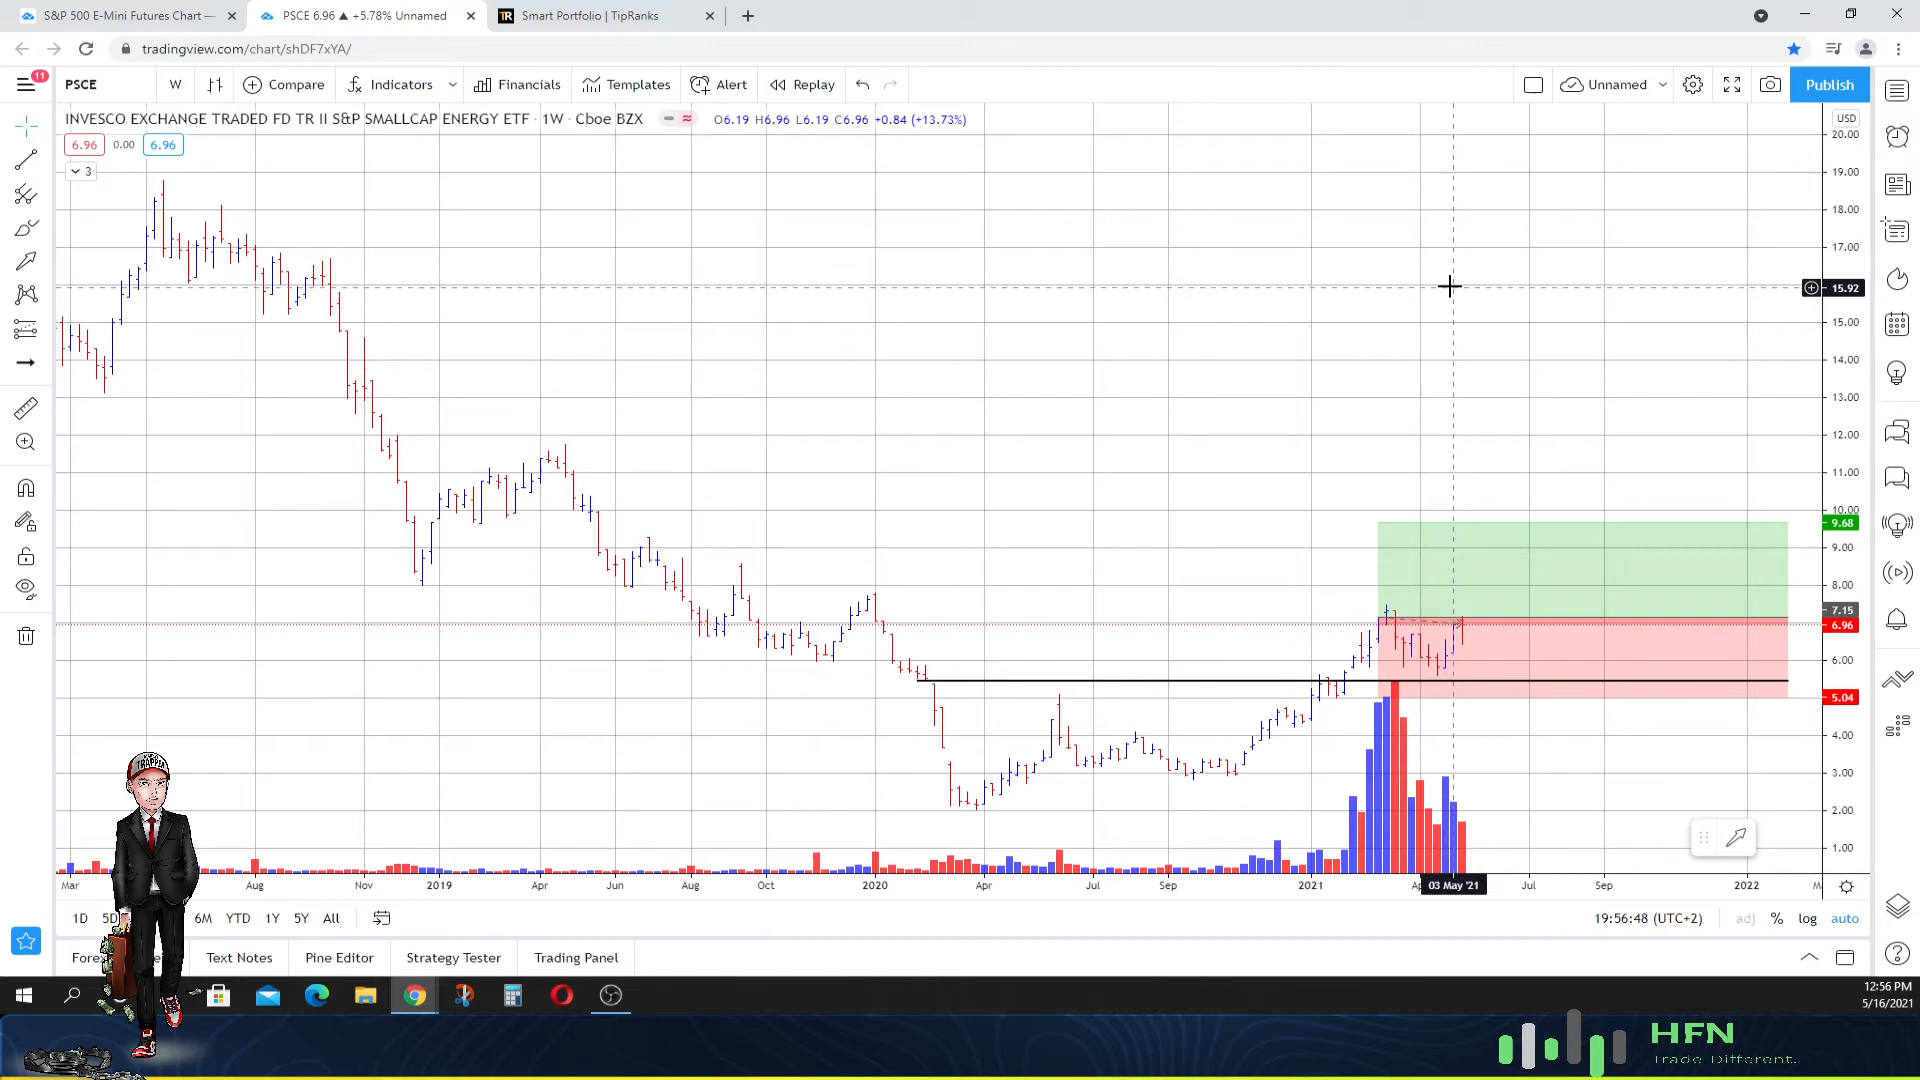 S&P 500 E-Mini Futures Chart —
PSCE 6.96 ▲ +5.78% Unnamed
TR Smart Portfolio | TipRanks
tradingview.com/chart/shDF7xYA/
11
PSCE W Compare Indicators Financials Templates Alert Replay Unnamed Publish
INVESCO EXCHANGE TRADED FD TR II S&P SMALLCAP ENERGY ETF · 1W · Cboe BZX O6.19 H6.96 L6.19 C6.96 +0.84 (+13.73%)
6.96 0.00 6.96
3
USD
20.00
19.00
18.00
17.00
15.92
15.00
14.00
13.00
12.00
11.00
10.00
9.68
9.00
8.00
7.15
6.96
6.00
5.04
4.00
3.00
2.00
1.00
Mar Aug Nov 2019 Apr Jun Aug Oct 2020 Apr Jul Sep 2021 03 May '21 Jul Sep 2022
1D 6M YTD 1Y 5Y All 19:56:48 (UTC+2) adj % log auto
Text Notes Pine Editor Strategy Tester Trading Panel
12:56 PM
5/16/2021
TRAPPER
HFN
Trade Different.